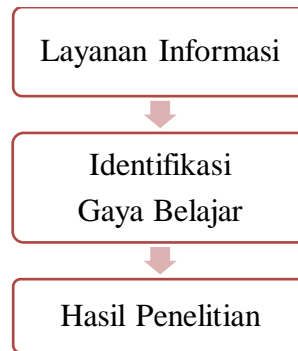 Layanan Informasi
Identifikasi
Gaya Belajar
Hasil Penelitian